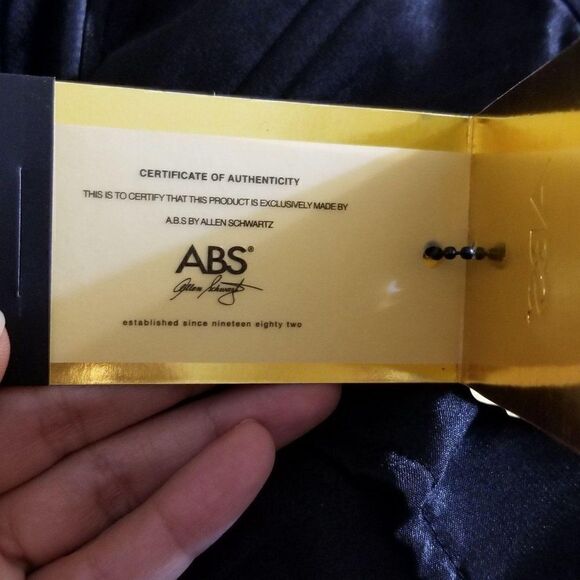 CERTIFICATE OF AUTHENTICITY
THIS IS TO CERTIFY THAT THIS PRODUCT IS EXCLUSIVELY MADE BY
A.B.S BY ALLEN SCHWARTZ
ABS®
Allen Schwartz
established since nineteen eighty two
ABS